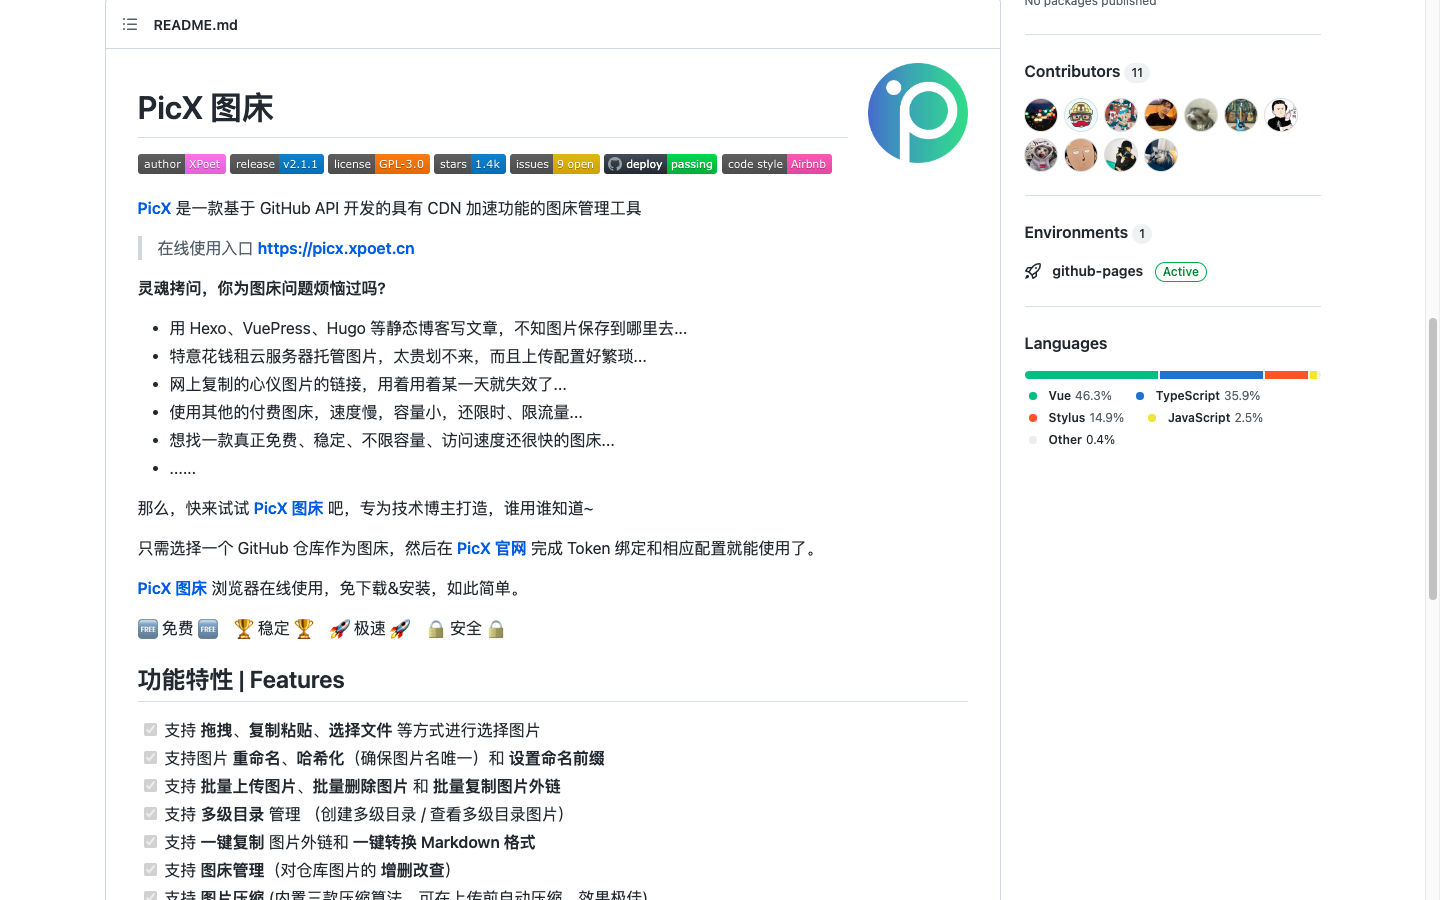 No packages published
README.md
PicX 图床
author XPoet release v2.1.1 license GPL-3.0 stars 1.4k issues 9 open deploy passing code style Airbnb
PicX 是一款基于 GitHub API 开发的具有 CDN 加速功能的图床管理工具
在线使用入口 https://picx.xpoet.cn
灵魂拷问，你为图床问题烦恼过吗?
• 用 Hexo、VuePress、Hugo 等静态博客写文章，不知图片保存到哪里去...
• 特意花钱租云服务器托管图片，太贵划不来，而且上传配置好繁琐...
• 网上复制的心仪图片的链接，用着用着某一天就失效了...
• 使用其他的付费图床，速度慢，容量小，还限时、限流量...
• 想找一款真正免费、稳定、不限容量、访问速度还很快的图床...
• ......
那么，快来试试 PicX 图床 吧，专为技术博主打造，谁用谁知道~
只需选择一个 GitHub 仓库作为图床，然后在 PicX 官网 完成 Token 绑定和相应配置就能使用了。
PicX 图床 浏览器在线使用，免下载&安装，如此简单。
🆓 免费 🆓 🏆 稳定 🏆 🚀 极速 🚀 🔒 安全 🔒
功能特性 | Features
支持 拖拽、复制粘贴、选择文件 等方式进行选择图片
支持图片 重命名、哈希化（确保图片名唯一）和 设置命名前缀
支持 批量上传图片、批量删除图片 和 批量复制图片外链
支持 多级目录 管理 （创建多级目录 / 查看多级目录图片）
支持 一键复制 图片外链和 一键转换 Markdown 格式
支持 图床管理（对仓库图片的 增删改查）
支持 图片压缩 (内置三款压缩算法，可在上传前自动压缩，效果极佳)
Contributors 11
Environments 1
github-pages Active
Languages
Vue 46.3% TypeScript 35.9%
Stylus 14.9% JavaScript 2.5%
Other 0.4%